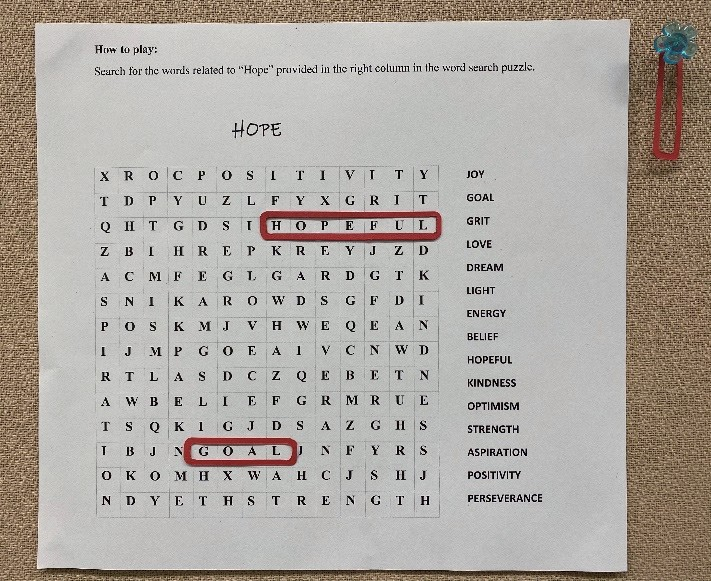 How to play:
Search for the words related to “Hope” provided in the right column in the word search puzzle.
HOPE
X R O C P O S I T I V I T Y
T D P Y U Z L F Y X G R I T
Q H T G D S I H O P E F U L
Z B I H R E P K R E Y J Z D
A C M F E G L G A R D G T K
S N I K A R O W D S G F D I
P O S K M J V H W E Q E A N
I J M P G O E A I V C N W D
R T L A S D C Z Q E B E T N
A W B E L I E F G R M R U E
T S Q K I G J D S A Z G H S
I B J N G O A L J N F Y R S
O K O M H X W A H C J S H J
N D Y E T H S T R E N G T H
JOY
GOAL
GRIT
LOVE
DREAM
LIGHT
ENERGY
BELIEF
HOPEFUL
KINDNESS
OPTIMISM
STRENGTH
ASPIRATION
POSITIVITY
PERSEVERANCE